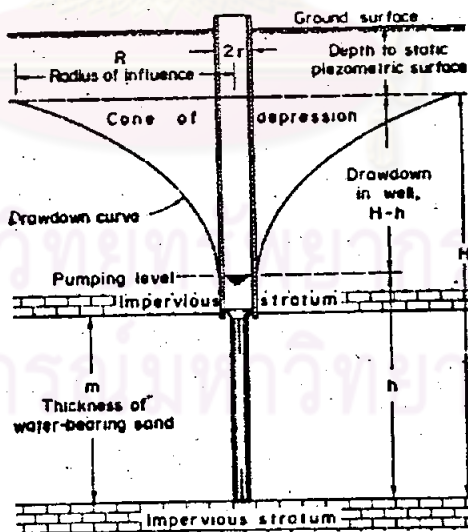 Ground surface
R
2r
Radius of influence
Depth to static
piezometric surface
Cone of depression
Drawdown
in well,
H-h
H
Drawdown curve
Pumping level
Impervious stratum
m
Thickness of
water-bearing sand
h
Impervious stratum